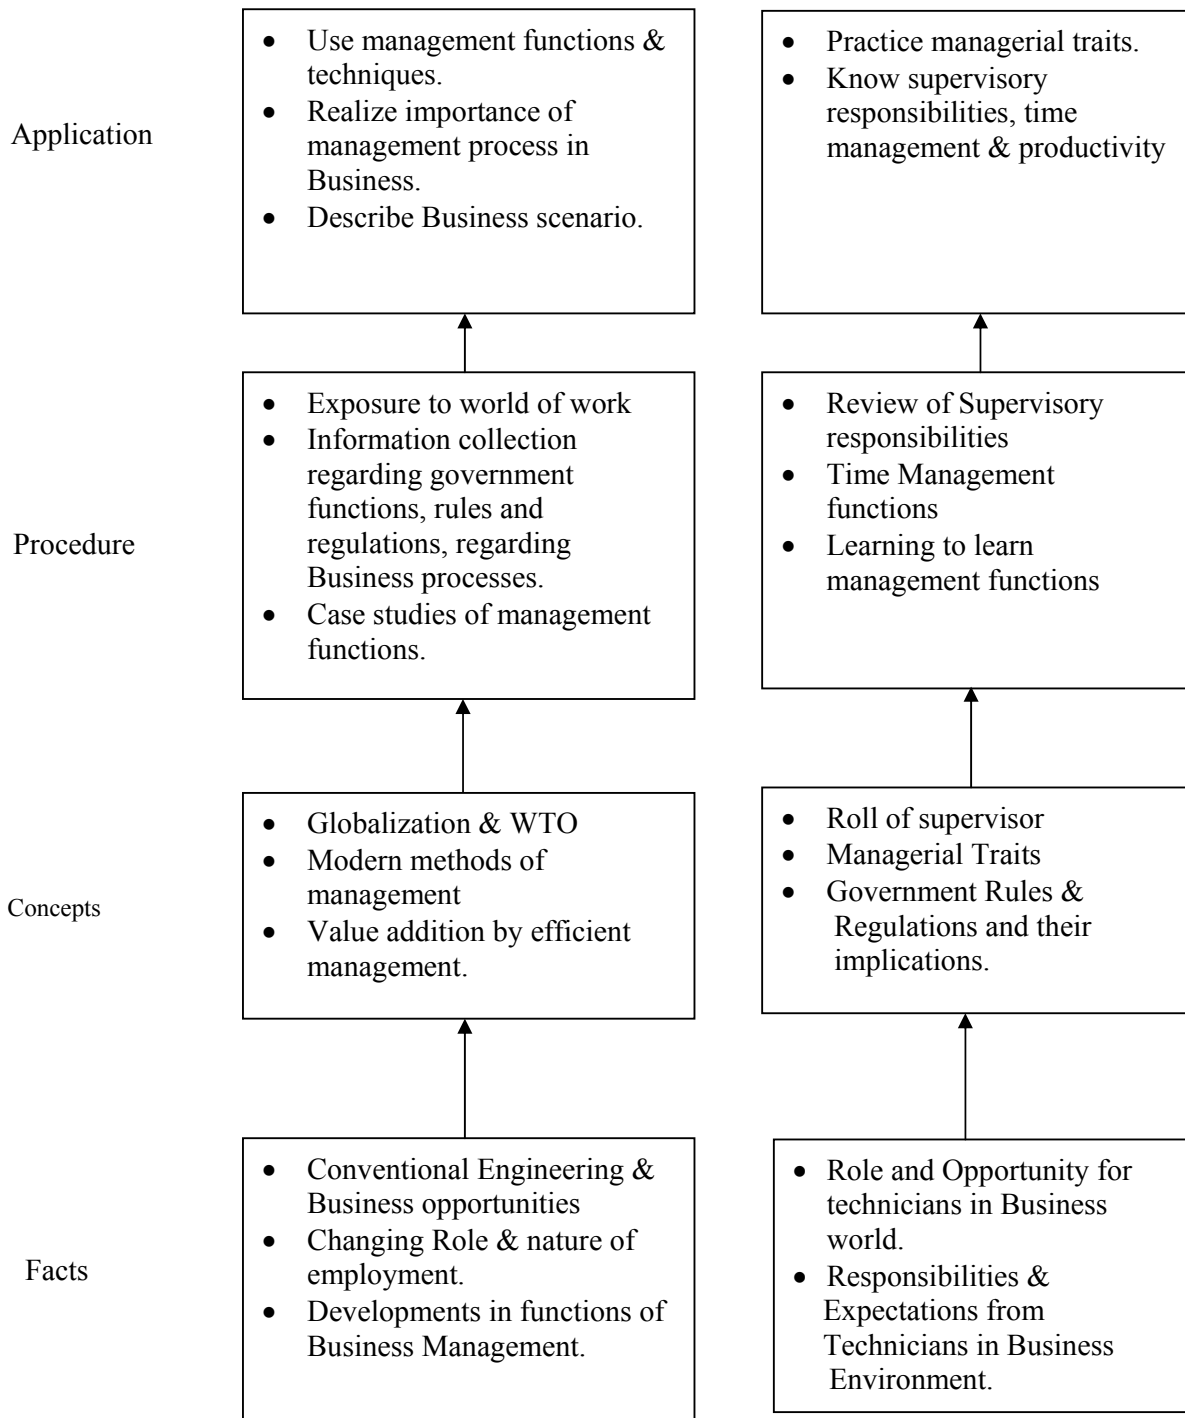 Application
• Use management functions &
techniques.
• Realize importance of
management process in
Business.
• Describe Business scenario.
• Practice managerial traits.
• Know supervisory
responsibilities, time
management & productivity
Procedure
• Exposure to world of work
• Information collection
regarding government
functions, rules and
regulations, regarding
Business processes.
• Case studies of management
functions.
• Review of Supervisory
responsibilities
• Time Management
functions
• Learning to learn
management functions
Concepts
• Globalization & WTO
• Modern methods of
management
• Value addition by efficient
management.
• Roll of supervisor
• Managerial Traits
• Government Rules &
Regulations and their
implications.
Facts
• Conventional Engineering &
Business opportunities
• Changing Role & nature of
employment.
• Developments in functions of
Business Management.
• Role and Opportunity for
technicians in Business
world.
• Responsibilities &
Expectations from
Technicians in Business
Environment.